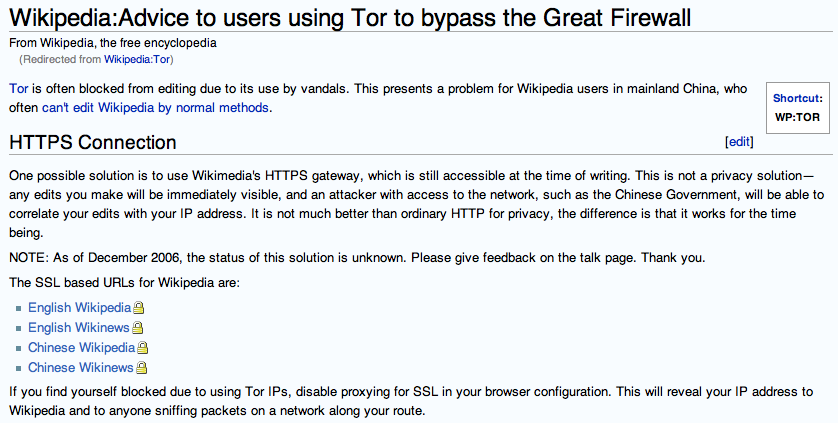 Wikipedia:Advice to users using Tor to bypass the Great Firewall
From Wikipedia, the free encyclopedia
(Redirected from Wikipedia:Tor)
Tor is often blocked from editing due to its use by vandals. This presents a problem for Wikipedia users in mainland China, who
often can't edit Wikipedia by normal methods.
Shortcut:
WP:TOR
HTTPS Connection
[edit]
One possible solution is to use Wikimedia's HTTPS gateway, which is still accessible at the time of writing. This is not a privacy solution—
any edits you make will be immediately visible, and an attacker with access to the network, such as the Chinese Government, will be able to
correlate your edits with your IP address. It is not much better than ordinary HTTP for privacy, the difference is that it works for the time
being.
NOTE: As of December 2006, the status of this solution is unknown. Please give feedback on the talk page. Thank you.
The SSL based URLs for Wikipedia are:
English Wikipedia
English Wikinews
Chinese Wikipedia
Chinese Wikinews
If you find yourself blocked due to using Tor IPs, disable proxying for SSL in your browser configuration. This will reveal your IP address to
Wikipedia and to anyone sniffing packets on a network along your route.